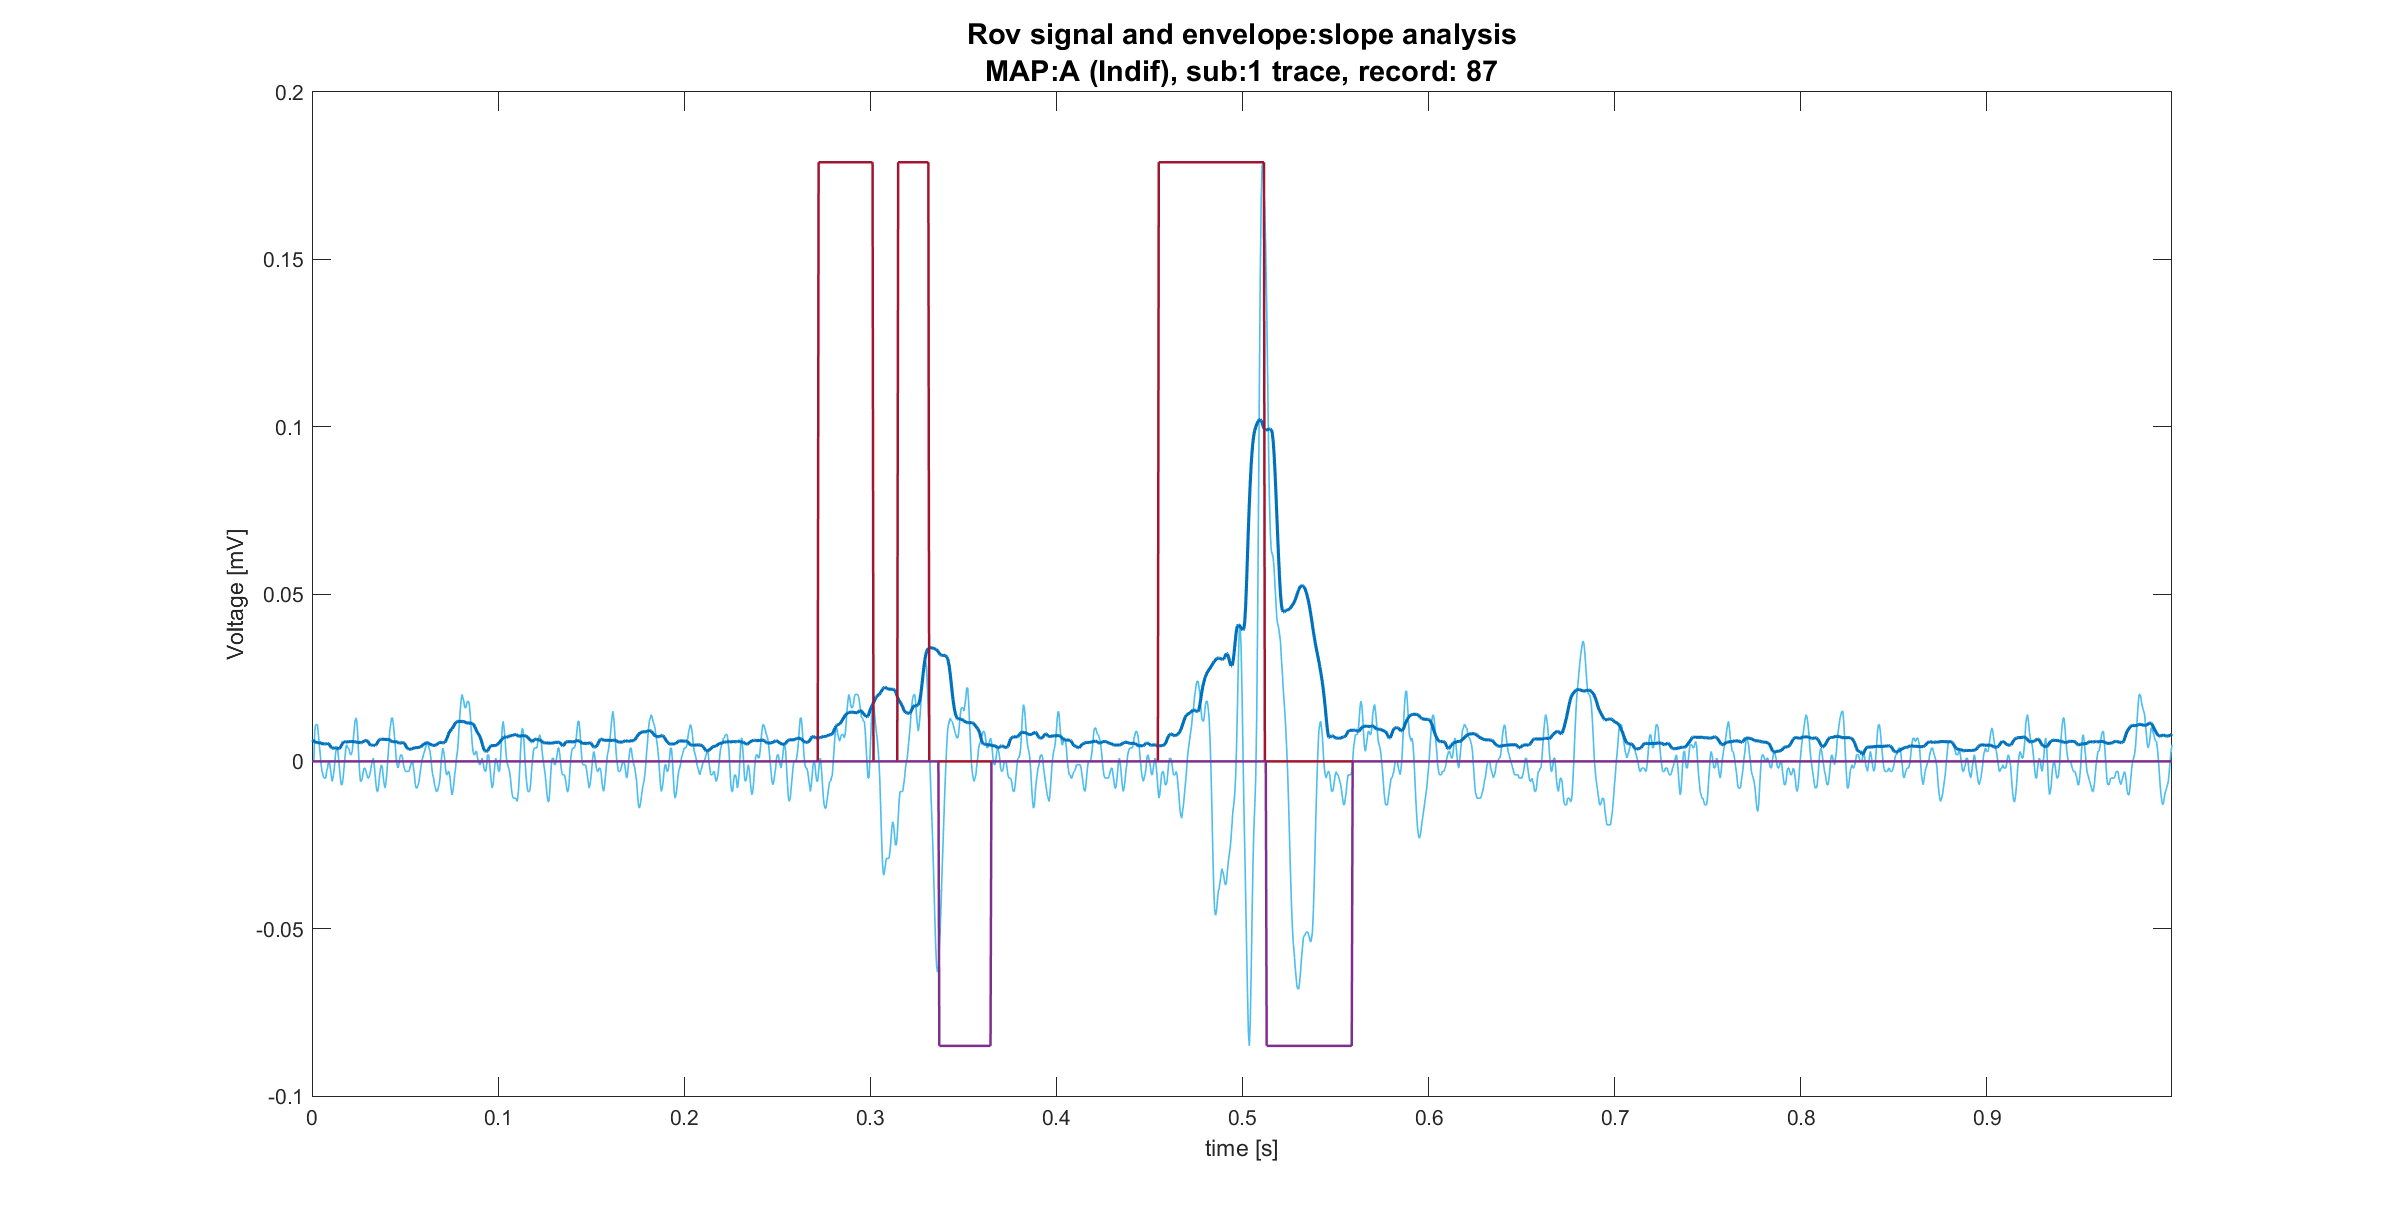 Rov signal and envelope:slope analysis
MAP:A (Indif), sub:1 trace, record: 87
0.2
0.15
0.1
0.05
0
-0.05
-0.1
Voltage [mV]
0 0.1 0.2 0.3 0.4 0.5 0.6 0.7 0.8 0.9
time [s]